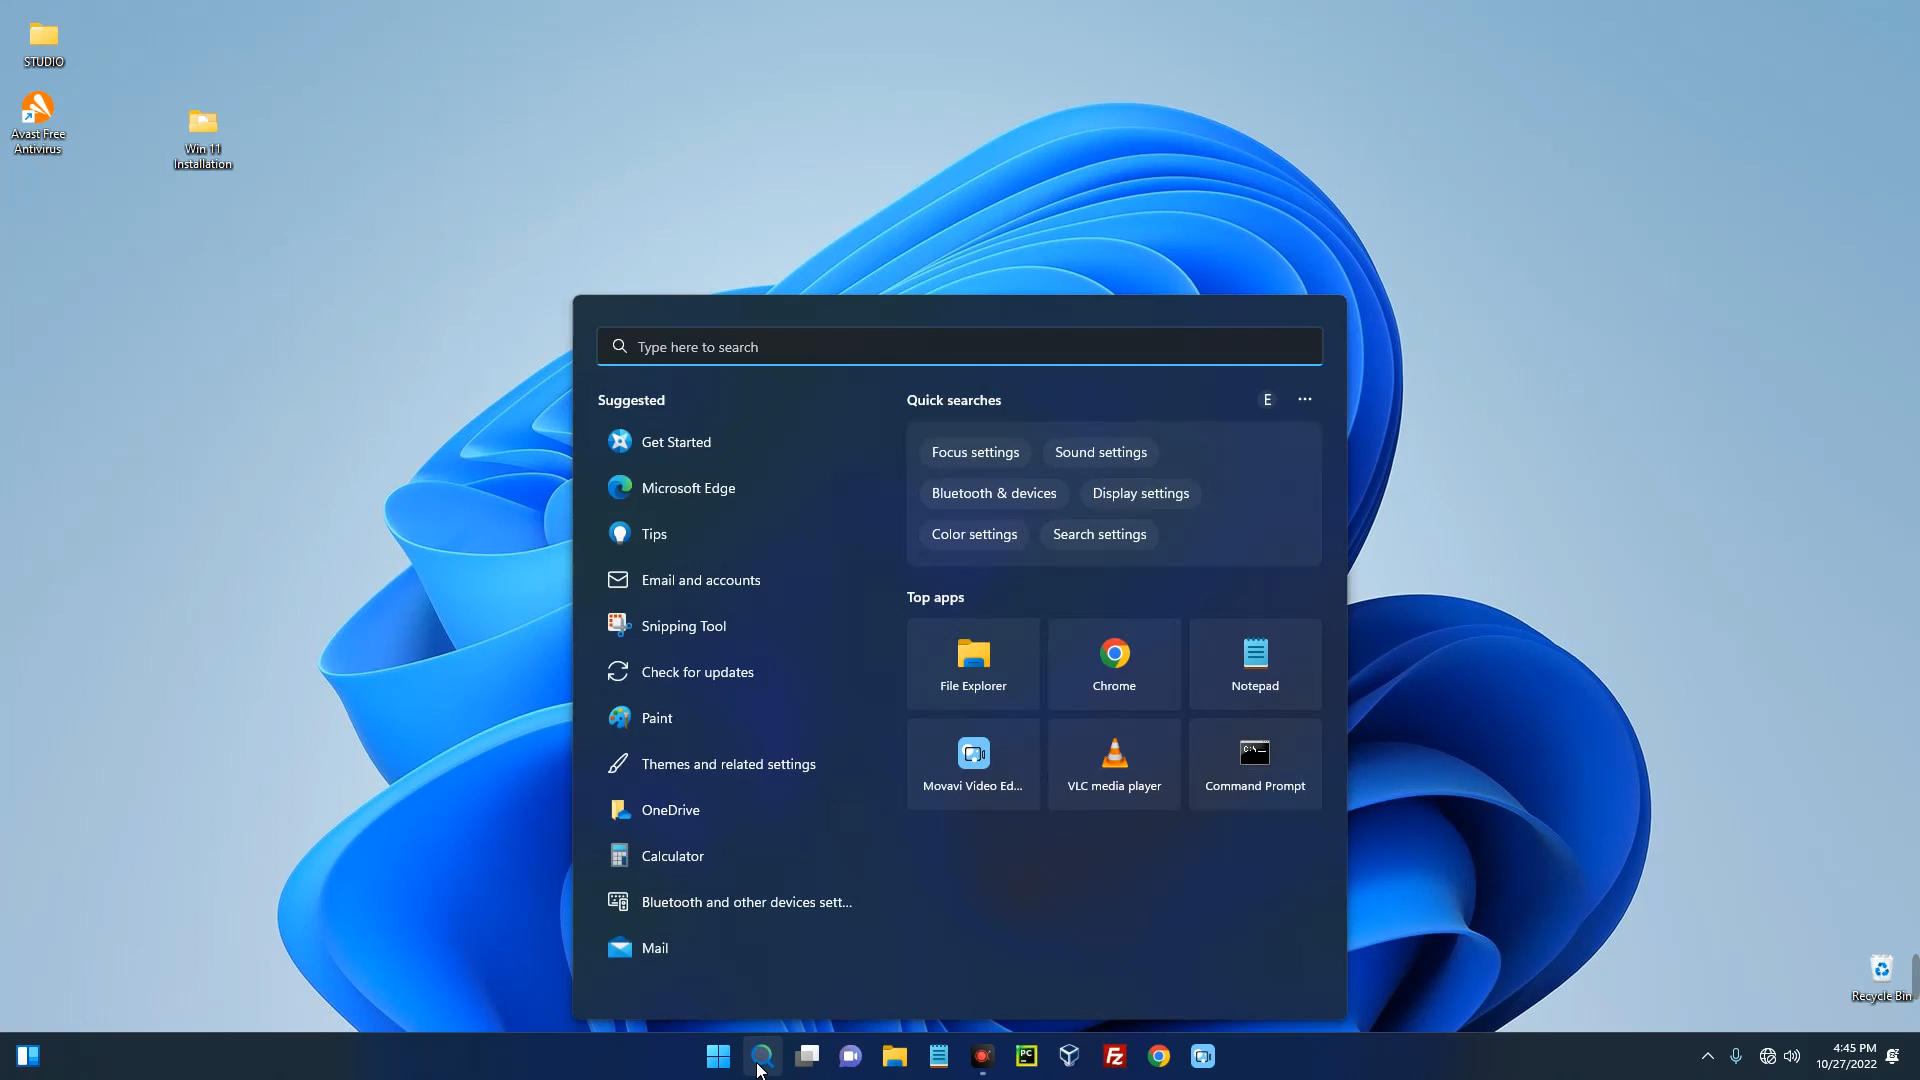 STUDIO
Avast Free
Antivirus
Win 11
Installation
Type here to search
Suggested
Get Started
Microsoft Edge
Tips
Email and accounts
Snipping Tool
Check for updates
Paint
Themes and related settings
OneDrive
Calculator
Bluetooth and other devices sett...
Mail
Quick searches
E
Focus settings
Sound settings
Bluetooth & devices
Display settings
Color settings
Search settings
Top apps
File Explorer
Chrome
Notepad
C:\_
Movavi Video Ed...
VLC media player
Command Prompt
Recycle Bin
PC
FZ
4:45 PM
10/27/2022